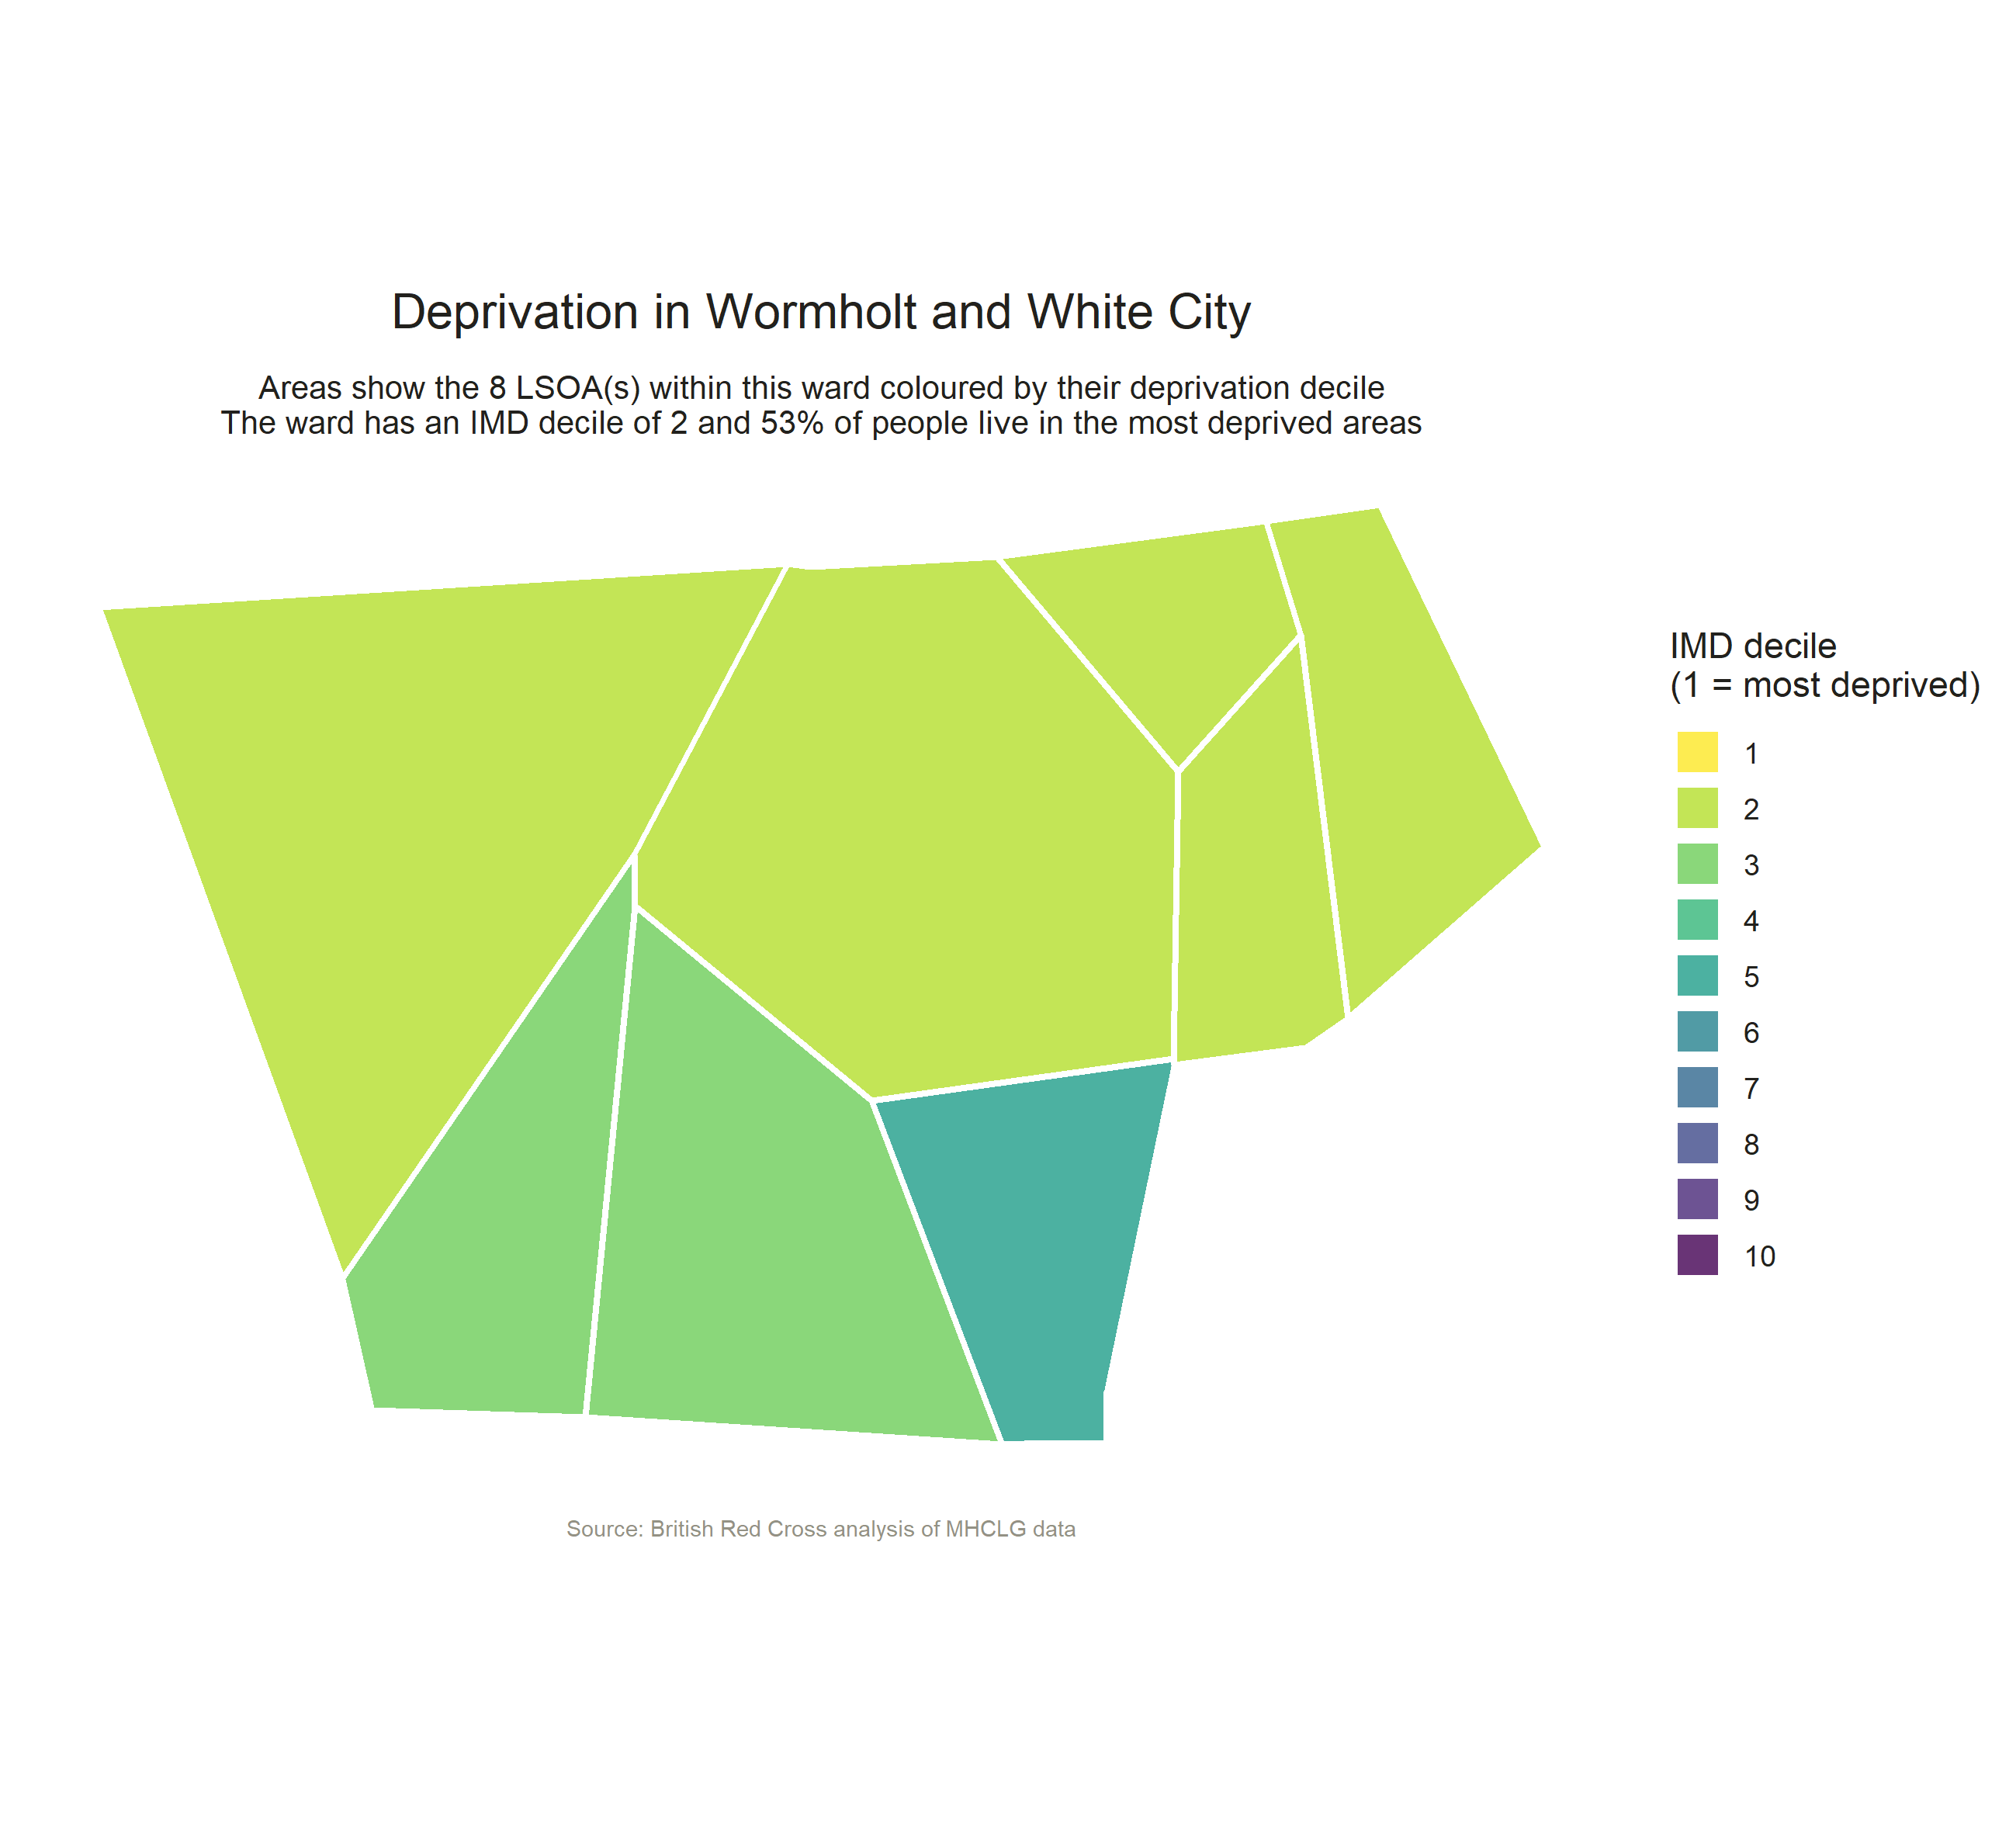 Deprivation in Wormholt and White City
Areas show the 8 LSOA(s) within this ward coloured by their deprivation decile
The ward has an IMD decile of 2 and 53% of people live in the most deprived areas
IMD decile
(1 = most deprived)
1
2
3
4
5
6
7
8
9
10
Source: British Red Cross analysis of MHCLG data